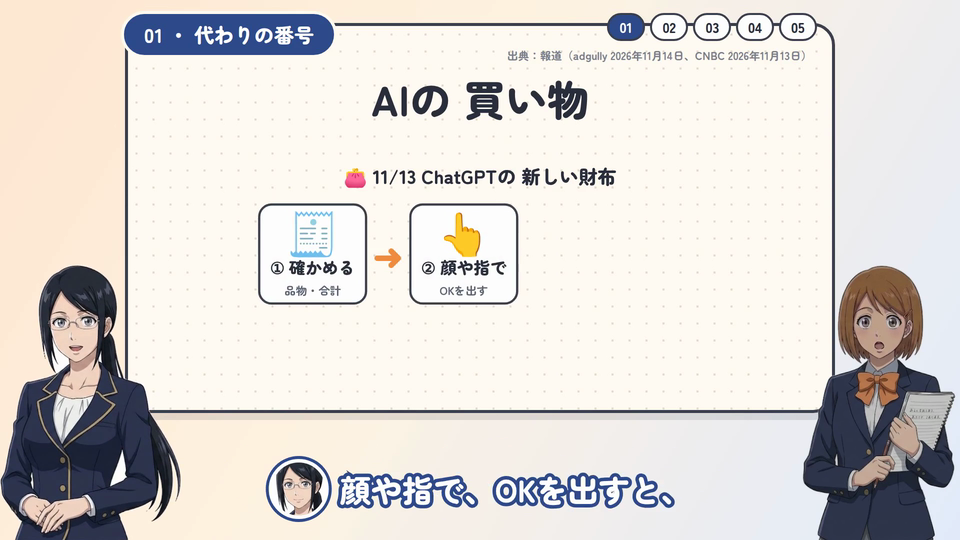 01 ・ 代わりの番号
01 02 03 04 05
出典：報道（adgully 2026年11月14日、CNBC 2026年11月13日）
AIの 買い物
11/13 ChatGPTの 新しい財布
① 確かめる
品物・合計
② 顔や指で
OKを出す
顔や指で、OKを出すと、